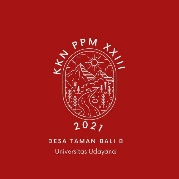 KKN PPM XXIII
2021
DESA TAMAN BALI B
Universitas Udayana